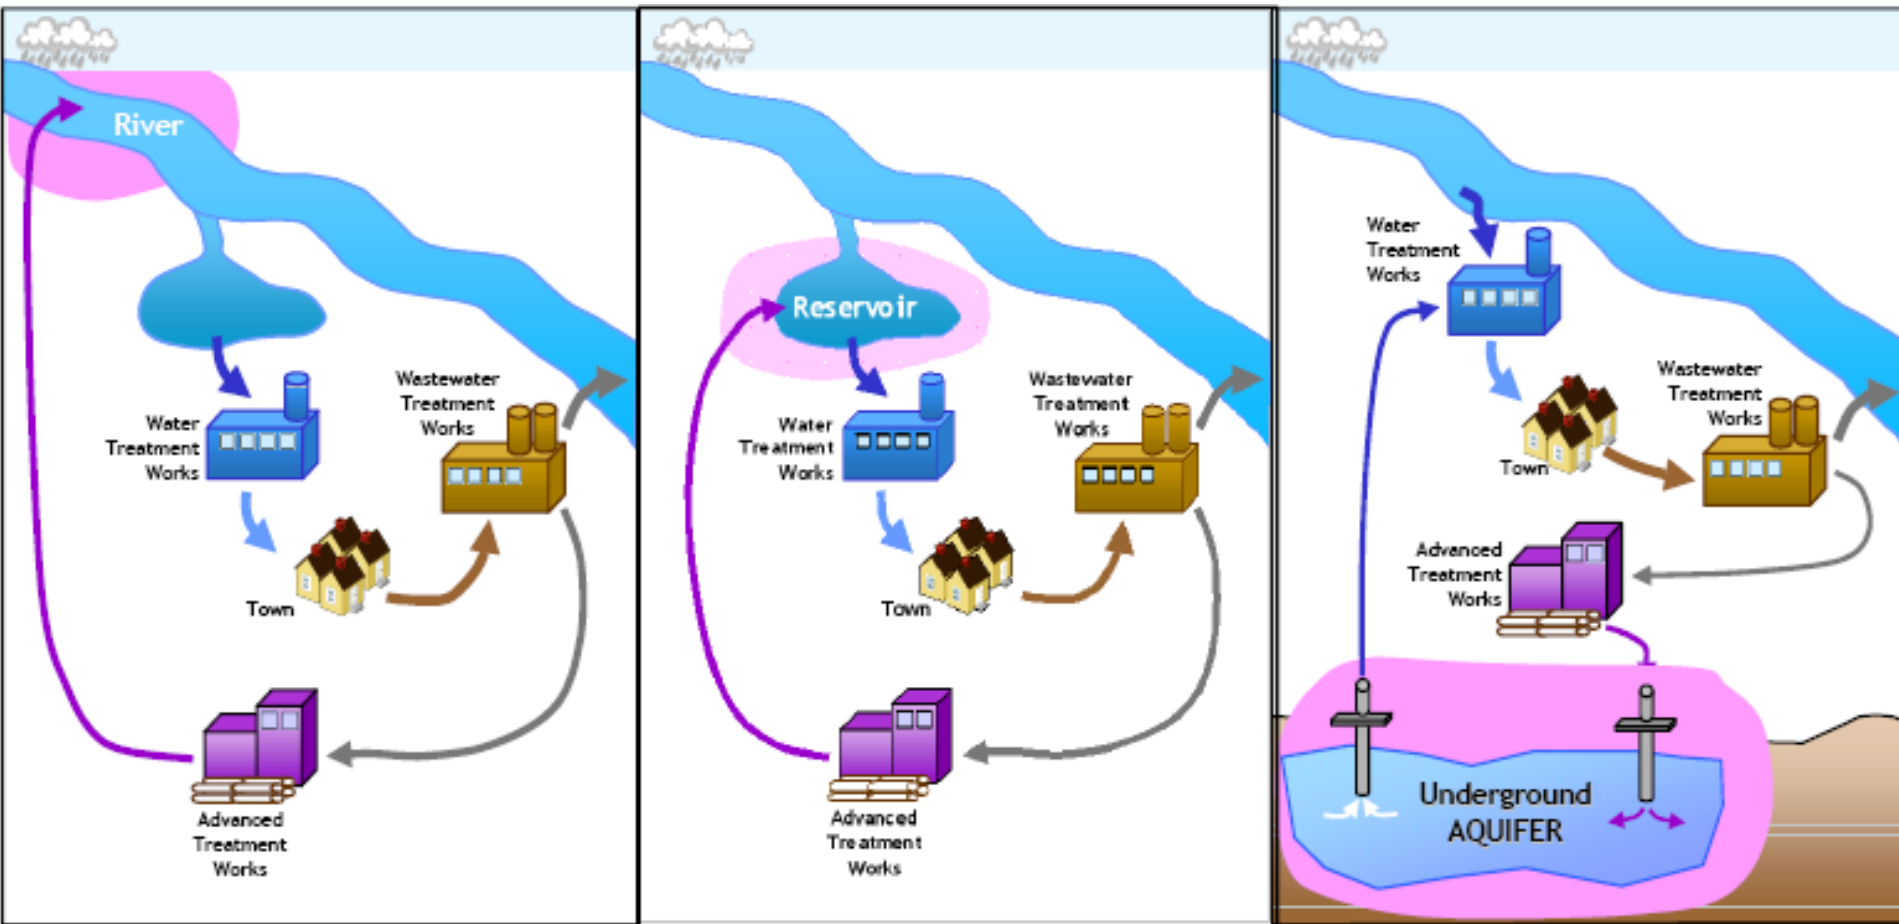 River
Water
Treatment
Works
Wastewater
Treatment
Works
Town
Advanced
Treatment
Works
Reservoir
Water
Treatment
Works
Wastewater
Treatment
Works
Town
Advanced
Treatment
Works
Water
Treatment
Works
Wastewater
Treatment
Works
Town
Advanced
Treatment
Works
Underground
AQUIFER